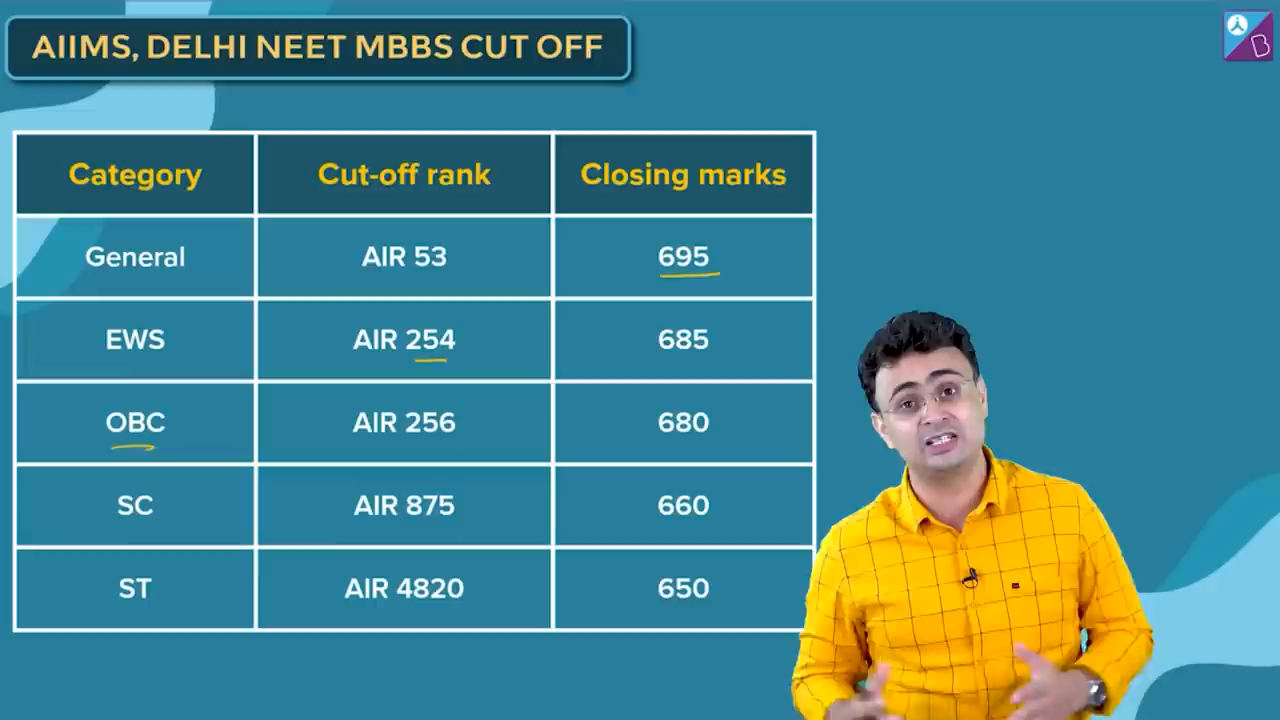 AIIMS, DELHI NEET MBBS CUT OFF
Category Cut-off rank Closing marks
General AIR 53 695
EWS AIR 254 685
OBC AIR 256 680
SC AIR 875 660
ST AIR 4820 650
B